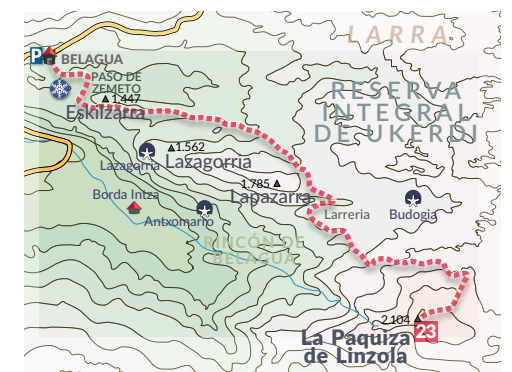 LARRA
P
BELAGUA
PASO DE
ZEMETO
1.447
Eskilzarra
RESERVA
INTEGRAL
DE UKERDI
1.562
Lazagorria
Lazagorria
1.785
Lapazarra
Borda Intza
Antxomarro
Larreria
Budogia
RINCÓN DE
BELAGUA
2.104
23
La Paquiza
de Linzola